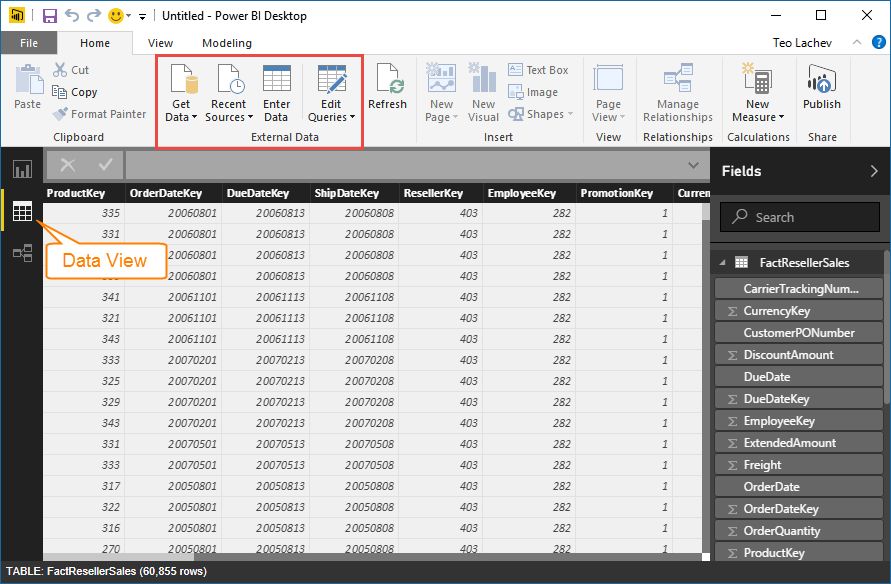 Untitled - Power BI Desktop
File Home View Modeling Teo Lachev
Paste Cut Copy Format Painter
Get Data Recent Sources Enter Data Edit Queries
Refresh
New Page New Visual Text Box Image Shapes
Page View
Manage Relationships
New Measure
Publish
Clipboard External Data Insert View Relationships Calculations Share
ProductKey OrderDateKey DueDateKey ShipDateKey ResellerKey EmployeeKey PromotionKey Curren
335 20060801 20060813 20060808 403 282 1
331 20060801 20060813 20060808 403 282 1
20060801 20060813 20060808 403 282 1
20060801 20060813 20060808 403 282 1
341 20061101 20061113 20061108 403 282 1
321 20061101 20061113 20061108 403 282 1
343 20061101 20061113 20061108 403 282 1
333 20070201 20070213 20070208 403 282 1
325 20070201 20070213 20070208 403 282 1
329 20070201 20070213 20070208 403 282 1
343 20070201 20070213 20070208 403 282 1
331 20070501 20070513 20070508 403 282 1
333 20070501 20070513 20070508 403 282 1
317 20050801 20050813 20050808 403 282 1
322 20050801 20050813 20050808 403 282 1
316 20050801 20050813 20050808 403 282 1
270 20050801 20050813 20050808 403 282 1
Data View
Fields
Search
FactResellerSales
CarrierTrackingNum...
CurrencyKey
CustomerPONumber
DiscountAmount
DueDate
DueDateKey
EmployeeKey
ExtendedAmount
Freight
OrderDate
OrderDateKey
OrderQuantity
ProductKey
TABLE: FactResellerSales (60,855 rows)